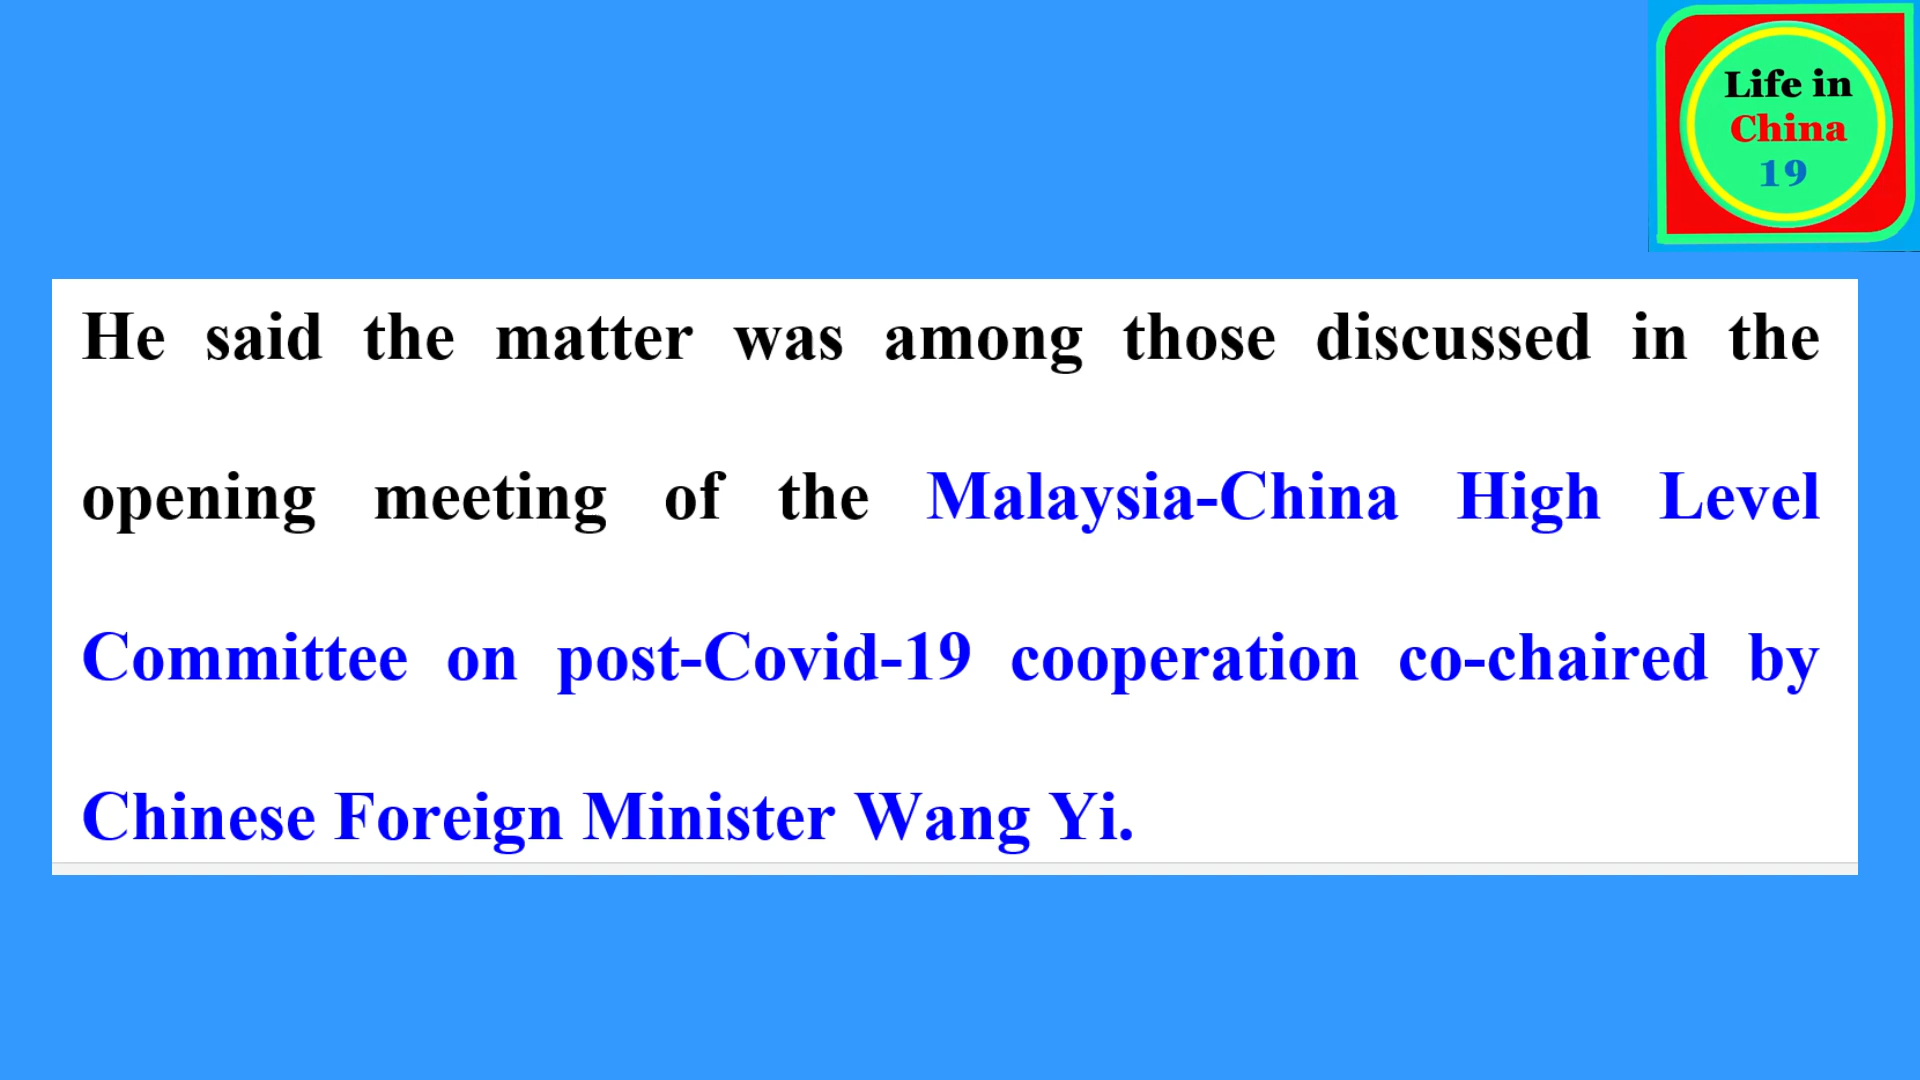 Life in
China
19
He said the matter was among those discussed in the
opening meeting of the Malaysia-China High Level
Committee on post-Covid-19 cooperation co-chaired by
Chinese Foreign Minister Wang Yi.